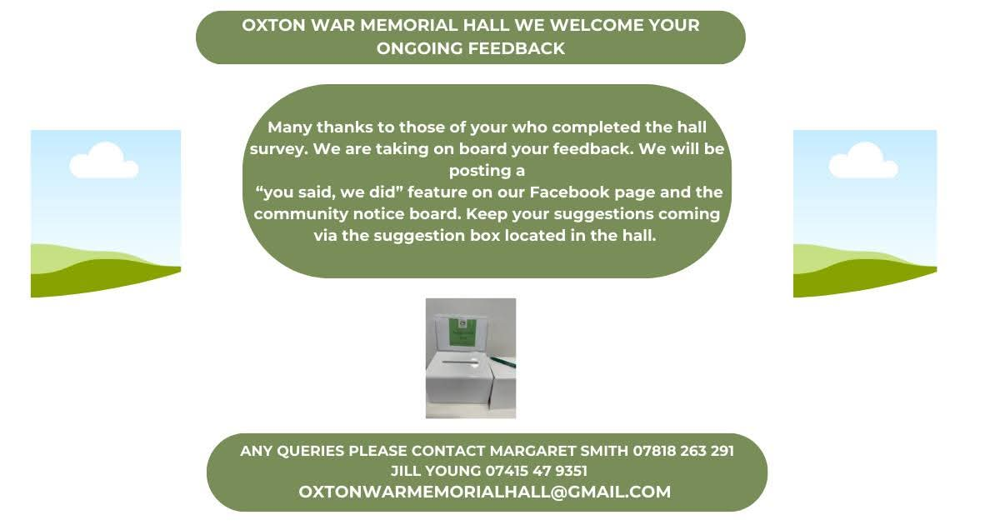 OXTON WAR MEMORIAL HALL WE WELCOME YOUR
ONGOING FEEDBACK
Many thanks to those of your who completed the hall
survey. We are taking on board your feedback. We will be
posting a
“you said, we did” feature on our Facebook page and the
community notice board. Keep your suggestions coming
via the suggestion box located in the hall.
ANY QUERIES PLEASE CONTACT MARGARET SMITH 07818 263 291
JILL YOUNG 07415 47 9351
OXTONWARMEMORIALHALL@GMAIL.COM